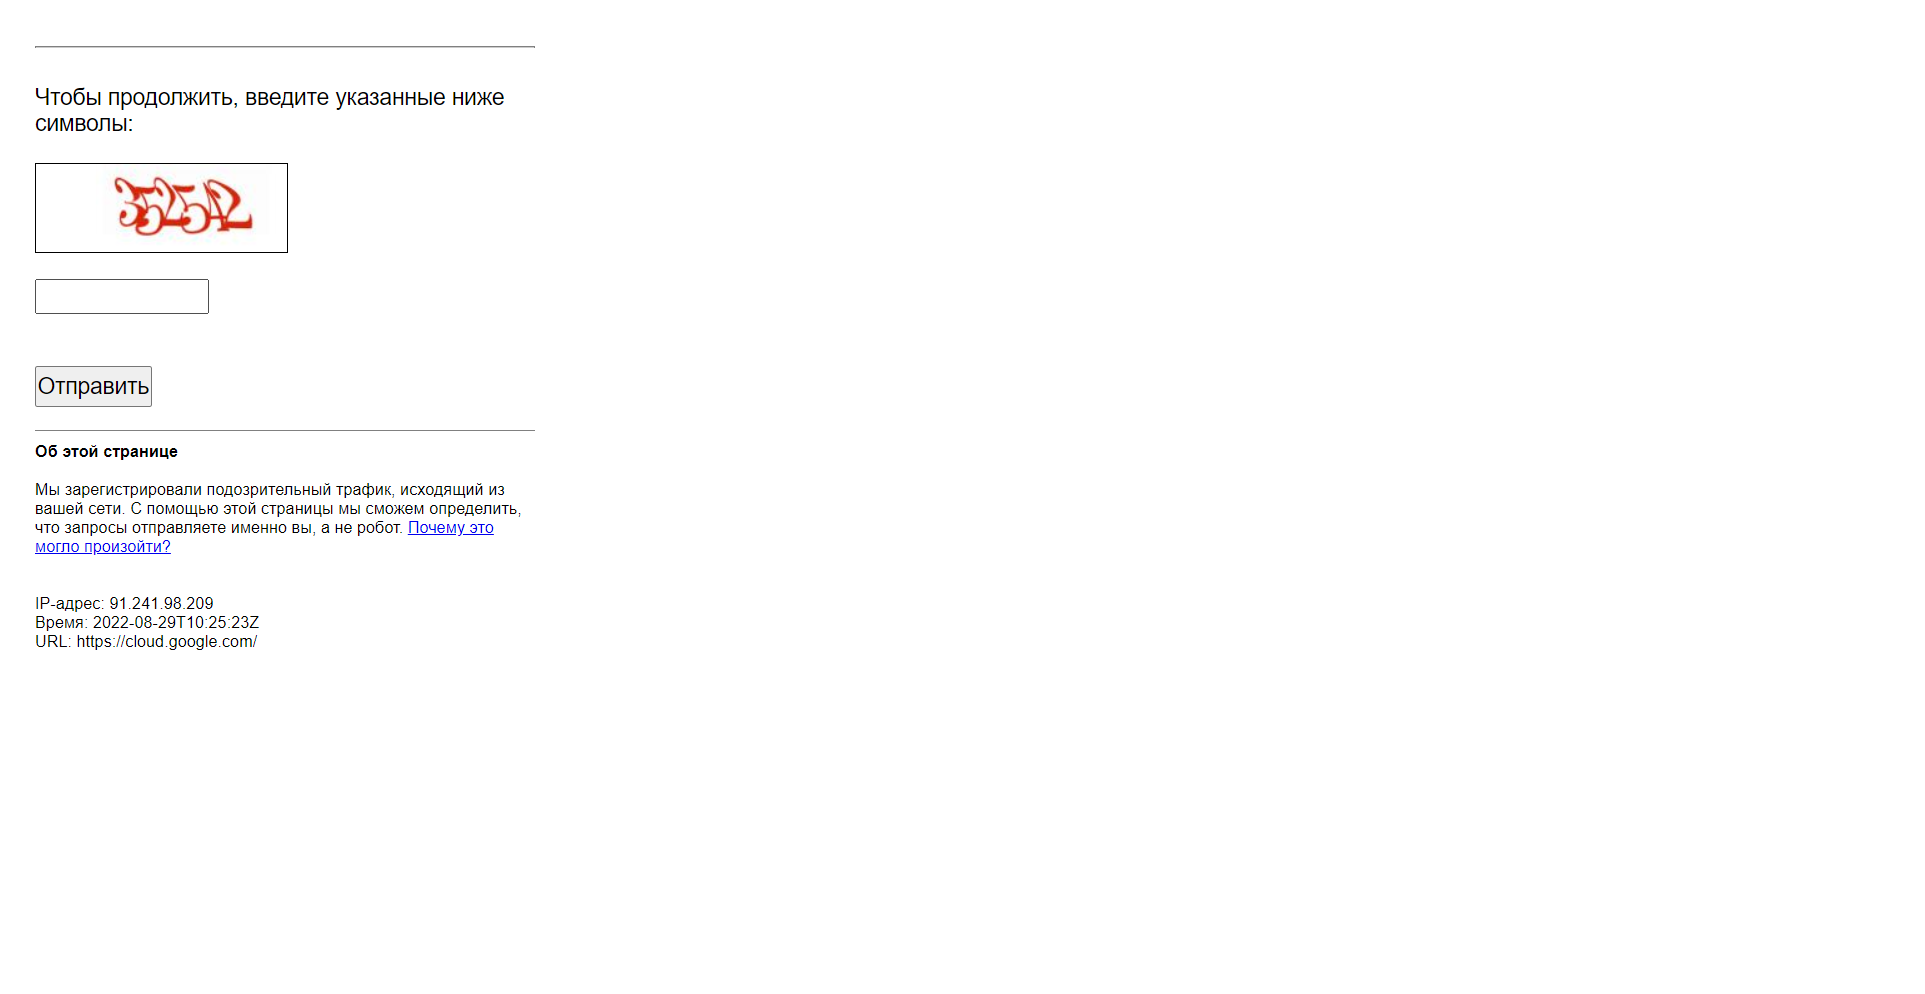 Чтобы продолжить, введите указанные ниже
символы:
Отправить
Об этой странице
Мы зарегистрировали подозрительный трафик, исходящий из
вашей сети. С помощью этой страницы мы сможем определить,
что запросы отправляете именно вы, а не робот. Почему это
могло произойти?
IP-адрес: 91.241.98.209
Время: 2022-08-29T10:25:23Z
URL: https://cloud.google.com/